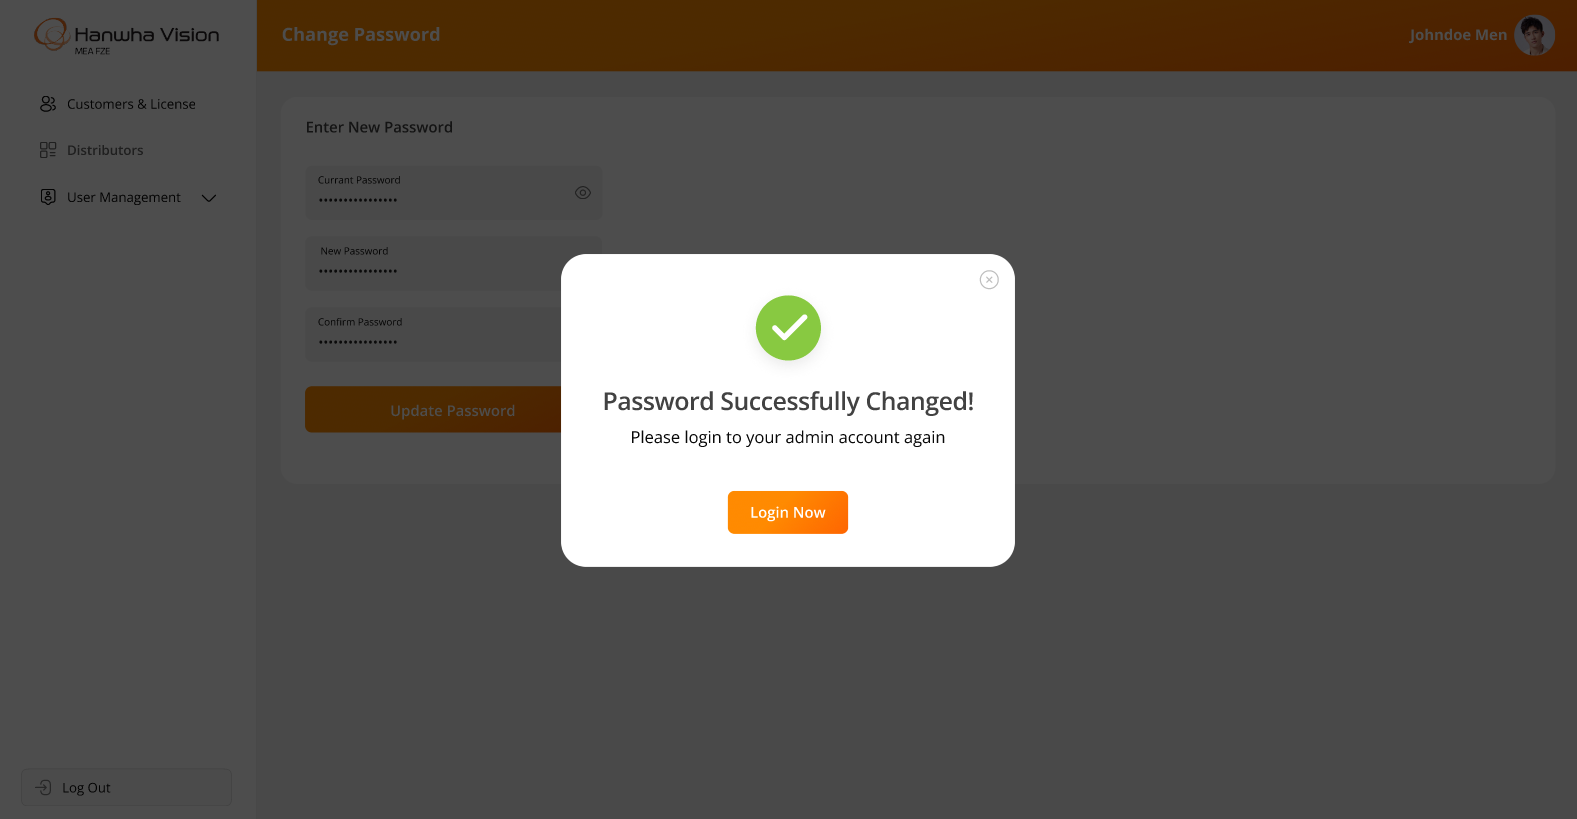 Hanwha Vision
MEA FZE
Change Password
Johndoe Men
Customers & License
Distributors
User Management
Enter New Password
Currant Password
••••••••••••••••
New Password
••••••••••••••••
Confirm Password
••••••••••••••••
Update Password
Password Successfully Changed!
Please login to your admin account again
Login Now
Log Out